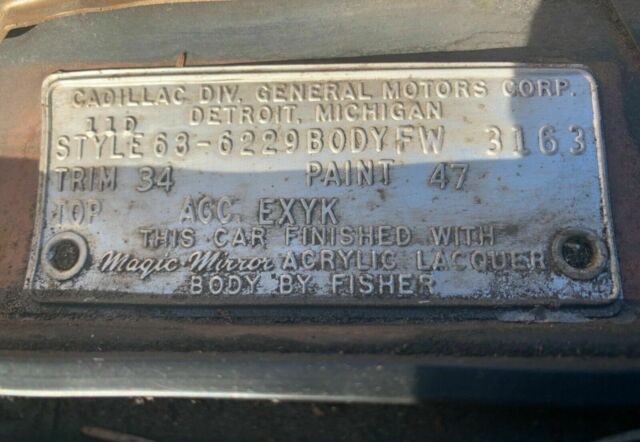 CADILLAC DIV. GENERAL MOTORS CORP.
DETROIT, MICHIGAN
11D
STYLE 63-6229 BODY FW 3163
TRIM 34 PAINT 47
TOP ACC. EXYK
THIS CAR FINISHED WITH
Magic Mirror ACRYLIC LACQUER
BODY BY FISHER